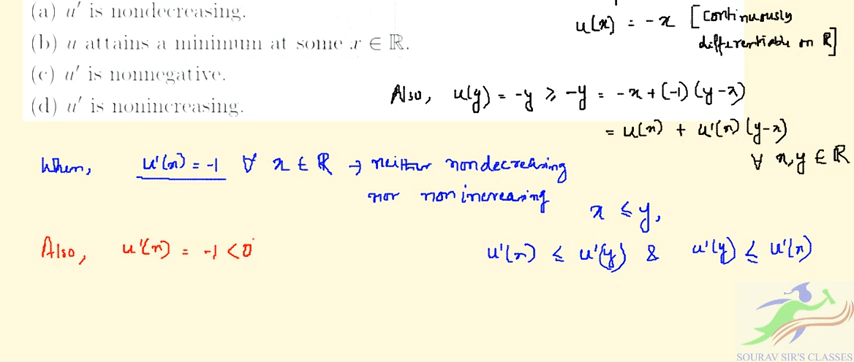 (a) u′ is nondecreasing.
u(x) = -x [continuously differentiable on ℝ]
(b) u attains a minimum at some x ∈ ℝ.
(c) u′ is nonnegative.
(d) u′ is nonincreasing.
Also, u(y) = -y ⩾ -y = -x + (-1) (y-x)
= u(x) + u'(x) (y-x)
∀ x, y ∈ ℝ
When, u'(x) = -1 ∀ x ∈ ℝ → neither nondecreasing
nor nonincreasing
x ≤ y,
u'(x) ≤ u'(y) & u'(y) ≤ u'(x)
Also, u'(x) = -1 < 0
SOURAV SIR'S CLASSES